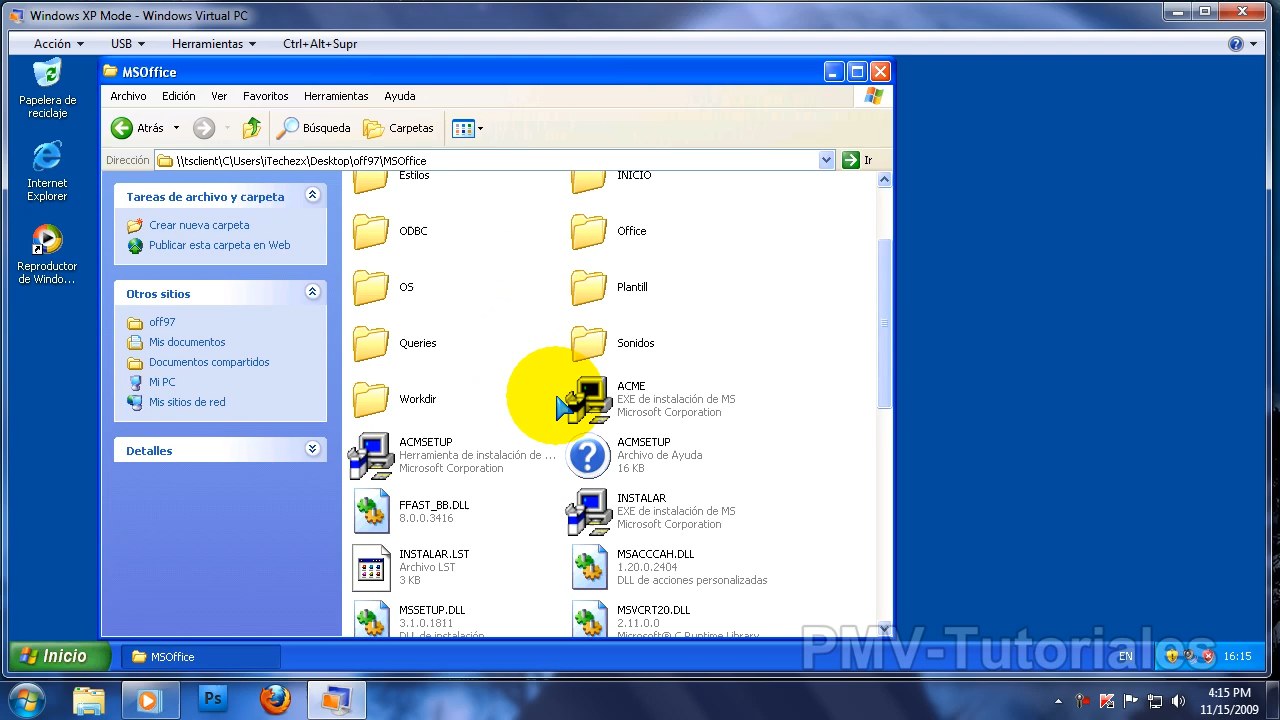 Windows XP Mode - Windows Virtual PC
Acción USB Herramientas Ctrl+Alt+Supr
Papelera de
reciclaje
Internet
Explorer
Reproductor
de Windo...
MSOffice
Archivo Edición Ver Favoritos Herramientas Ayuda
Atrás Búsqueda Carpetas
Dirección \\tsclient\C\Users\iTechezx\Desktop\off97\MSOffice Ir
Tareas de archivo y carpeta
Crear nueva carpeta
Publicar esta carpeta en Web
Otros sitios
off97
Mis documentos
Documentos compartidos
Mi PC
Mis sitios de red
Detalles
Estilos
INICIO
ODBC
Office
OS
Plantill
Queries
Sonidos
Workdir
ACME
EXE de instalación de MS
Microsoft Corporation
ACMSETUP
Herramienta de instalación de ...
Microsoft Corporation
ACMSETUP
Archivo de Ayuda
16 KB
FFAST_BB.DLL
8.0.0.3416
INSTALAR
EXE de instalación de MS
Microsoft Corporation
INSTALAR.LST
Archivo LST
3 KB
MSACCCAH.DLL
1.20.0.2404
DLL de acciones personalizadas
MSSETUP.DLL
3.1.0.1811
DLL de instalación
MSVCRT20.DLL
2.11.0.0
Microsoft® C Runtime Library
PMV-Tutoriales
Inicio MSOffice EN 16:15
Ps
4:15 PM
11/15/2009